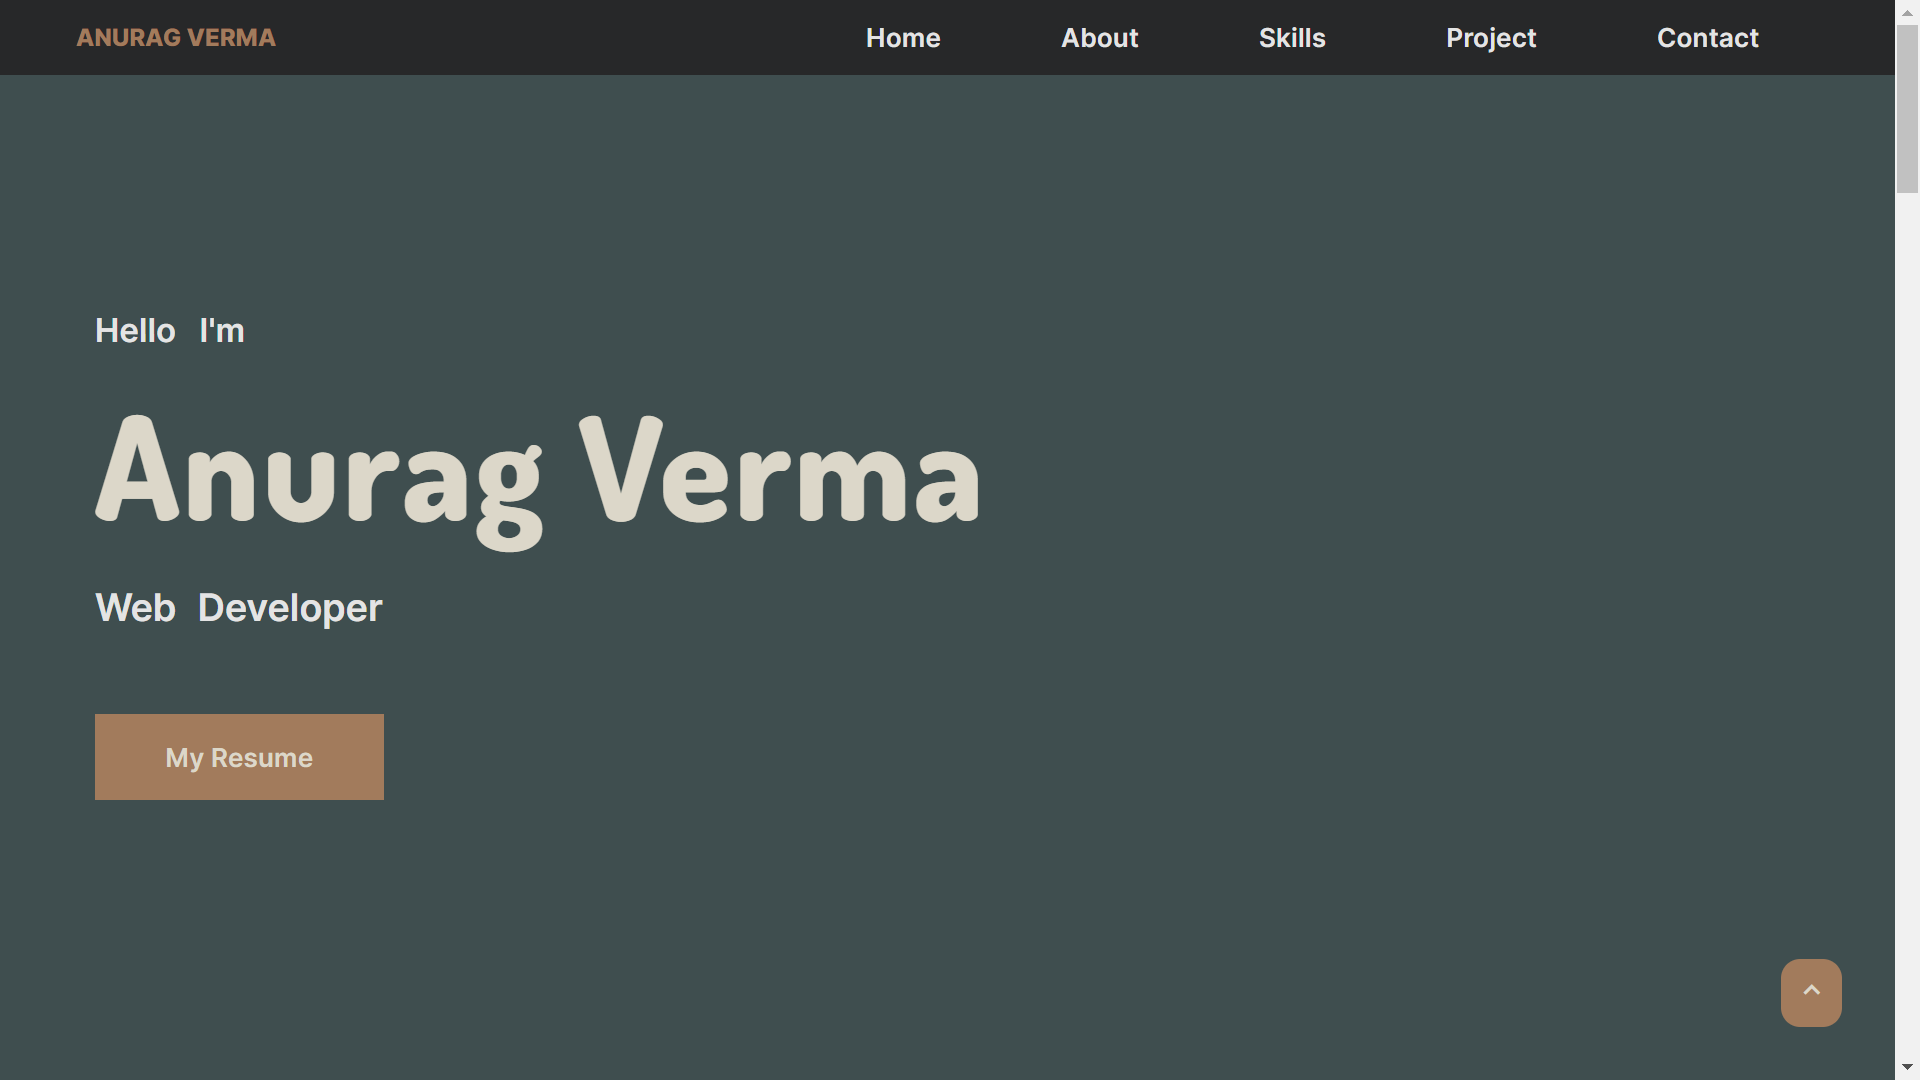 ANURAG VERMA Home About Skills Project Contact
Hello I'm
Anurag Verma
Web Developer
My Resume